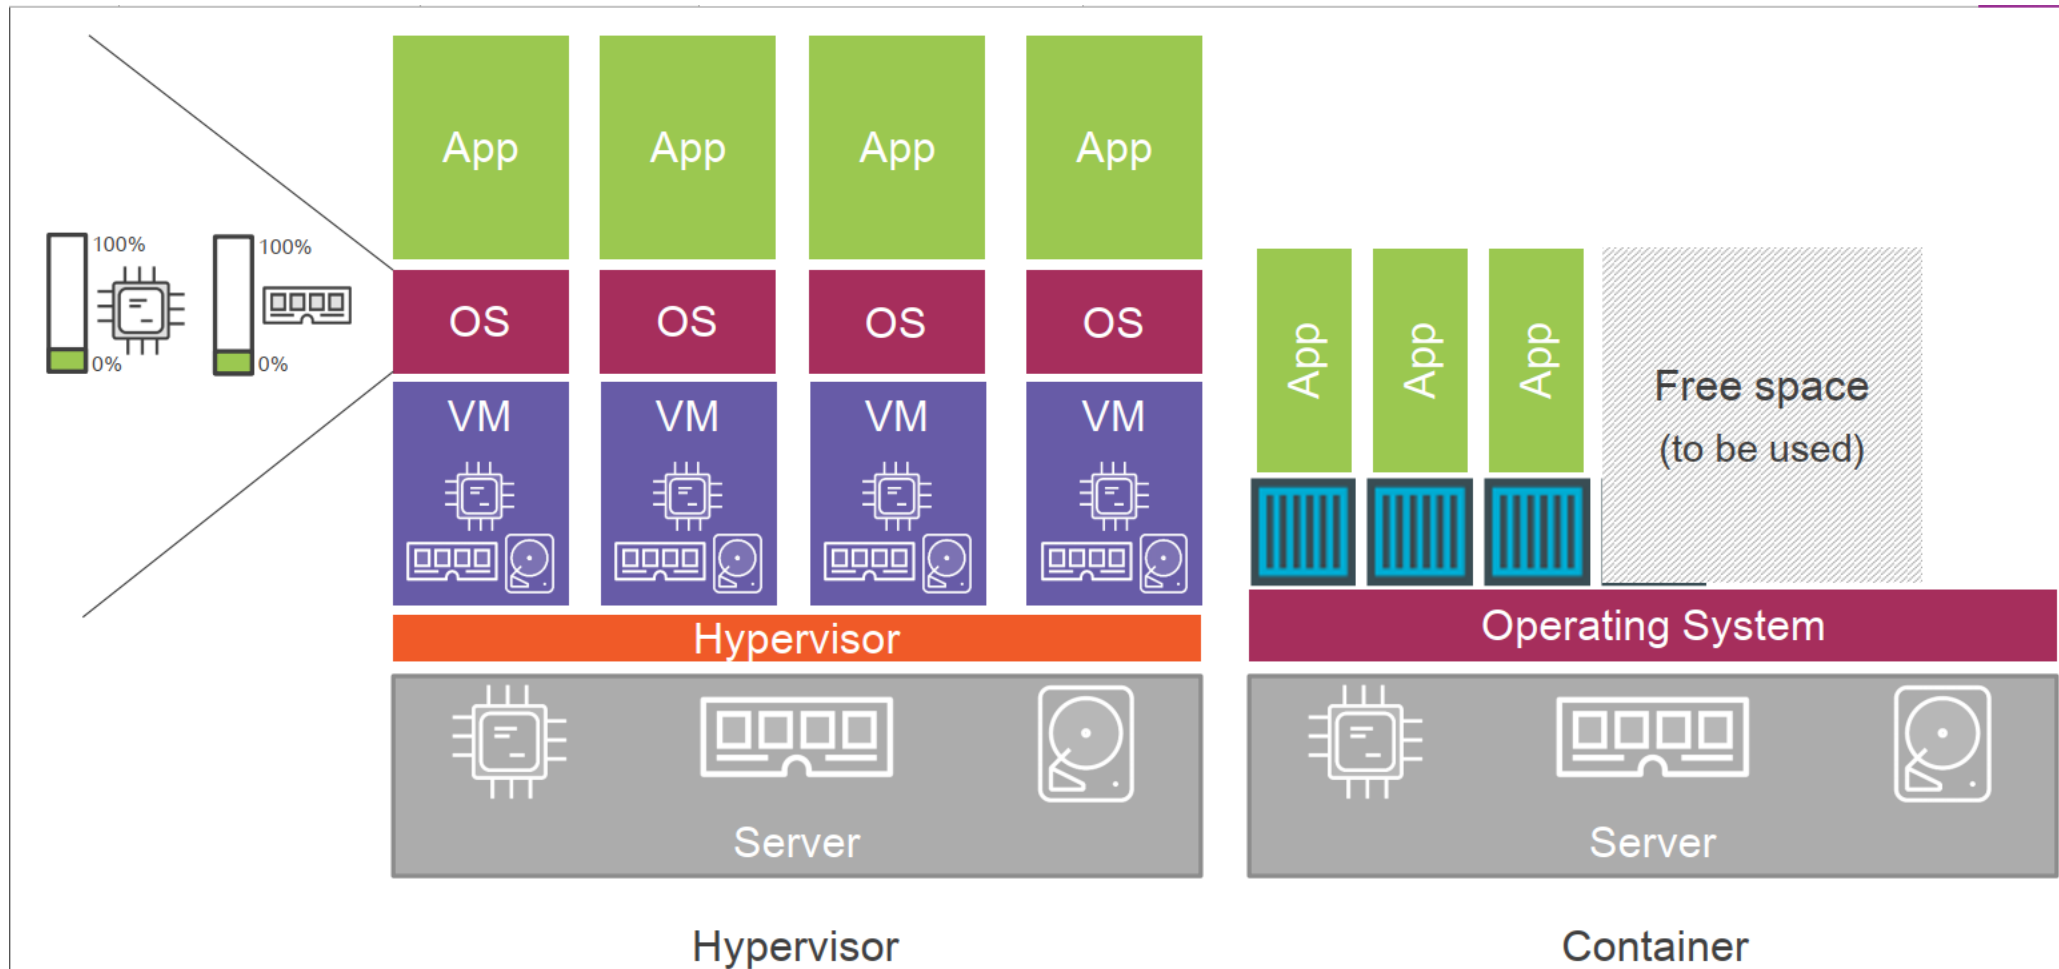 100%
0%
100%
0%
App
App
App
App
OS
OS
OS
OS
VM
VM
VM
VM
Hypervisor
Server
Hypervisor
App
App
App
Free space
(to be used)
Operating System
Server
Container